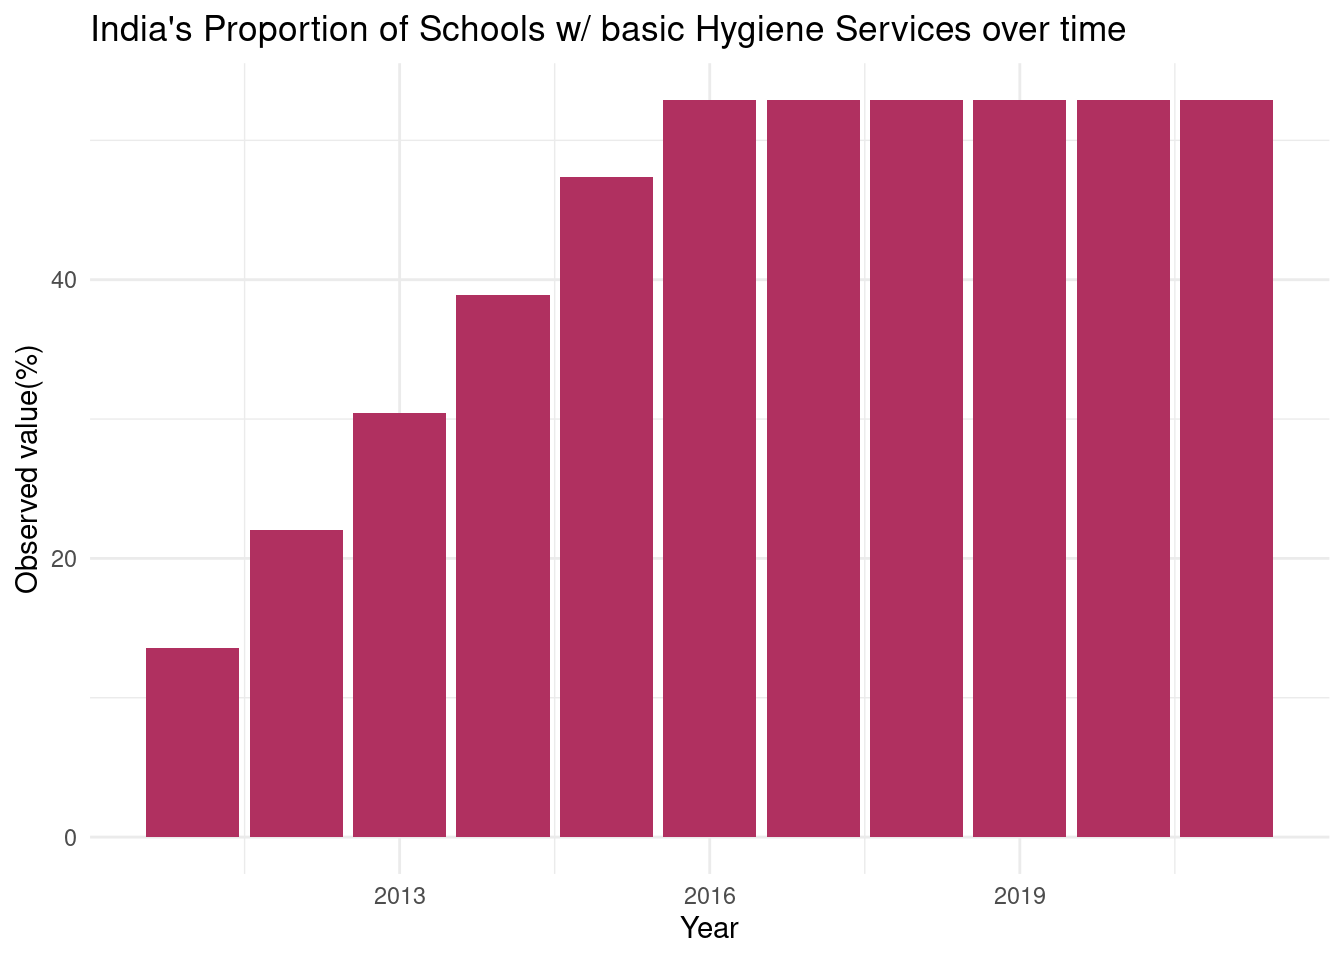 India's Proportion of Schools w/ basic Hygiene Services over time
Observed value(%)
40
20
0
2013 2016 2019
Year